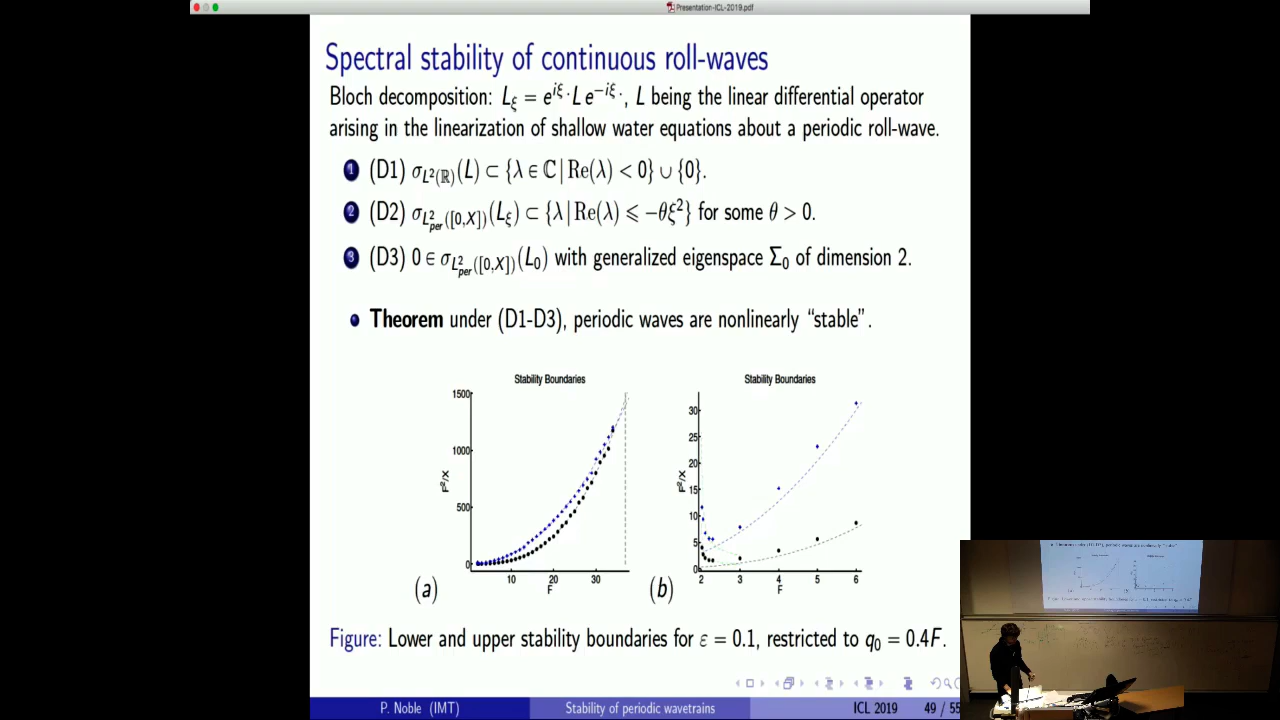 Presentation-ICL-2019.pdf
Spectral stability of continuous roll-waves
Bloch decomposition: L_ξ = e^{iξ·} L e^{−iξ·}, L being the linear differential operator
arising in the linearization of shallow water equations about a periodic roll-wave.
1 (D1) σ_{L²(ℝ)}(L) ⊂ {λ ∈ ℂ | Re(λ) < 0} ∪ {0}.
2 (D2) σ_{L²_{per}([0,X])}(L_ξ) ⊂ {λ | Re(λ) ⩽ −θξ²} for some θ > 0.
3 (D3) 0 ∈ σ_{L²_{per}([0,X])}(L_0) with generalized eigenspace Σ_0 of dimension 2.
Theorem under (D1-D3), periodic waves are nonlinearly “stable”.
Stability Boundaries
1500
1000
500
0
F²/X
10 20 30
F
(a)
Stability Boundaries
30
25
20
15
10
5
0
F²/X
2 3 4 5 6
F
(b)
Figure: Lower and upper stability boundaries for ε = 0.1, restricted to q_0 = 0.4F.
P. Noble (IMT) Stability of periodic wavetrains ICL 2019 49 / 55